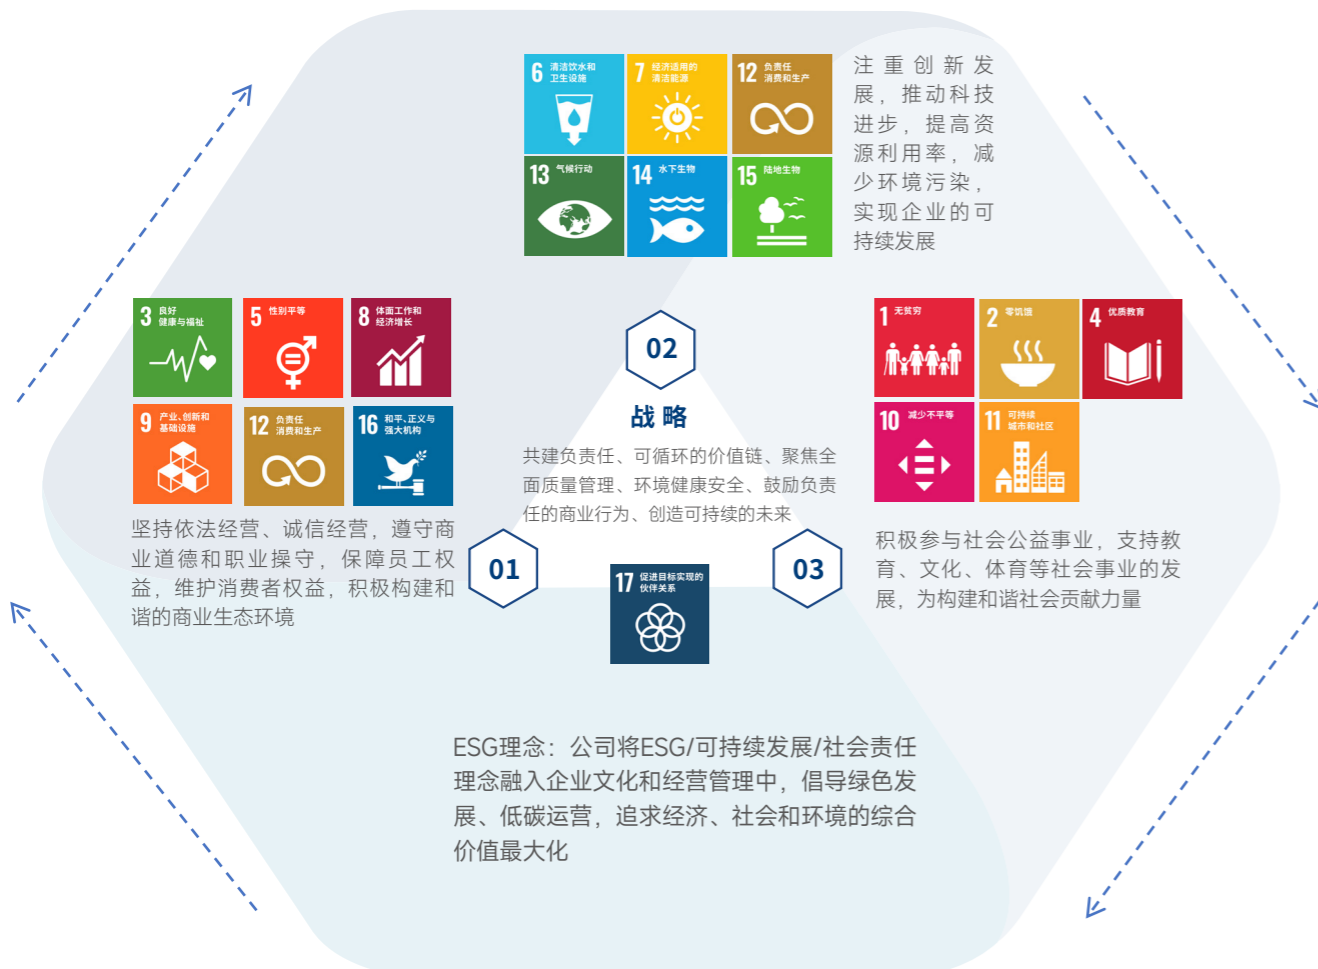 6 清洁饮水和
卫生设施
7 经济适用的
清洁能源
12 负责任
消费和生产
13 气候行动
14 水下生物
15 陆地生物
注重创新发
展，推动科技
进步，提高资
源利用率，减
少环境污染，
实现企业的可
持续发展
3 良好
健康与福祉
5 性别平等
8 体面工作和
经济增长
9 产业、创新和
基础设施
12 负责任
消费和生产
16 和平、正义与
强大机构
坚持依法经营、诚信经营，遵守商
业道德和职业操守，保障员工权
益，维护消费者权益，积极构建和
谐的商业生态环境
02
战略
共建负责任、可循环的价值链、聚焦全
面质量管理、环境健康安全、鼓励负责
任的商业行为、创造可持续的未来
01
03
17 促进目标实现的
伙伴关系
1 无贫穷
2 零饥饿
4 优质教育
10 减少不平等
11 可持续
城市和社区
积极参与社会公益事业，支持教
育、文化、体育等社会事业的发
展，为构建和谐社会贡献力量
ESG理念：公司将ESG/可持续发展/社会责任
理念融入企业文化和经营管理中，倡导绿色发
展、低碳运营，追求经济、社会和环境的综合
价值最大化